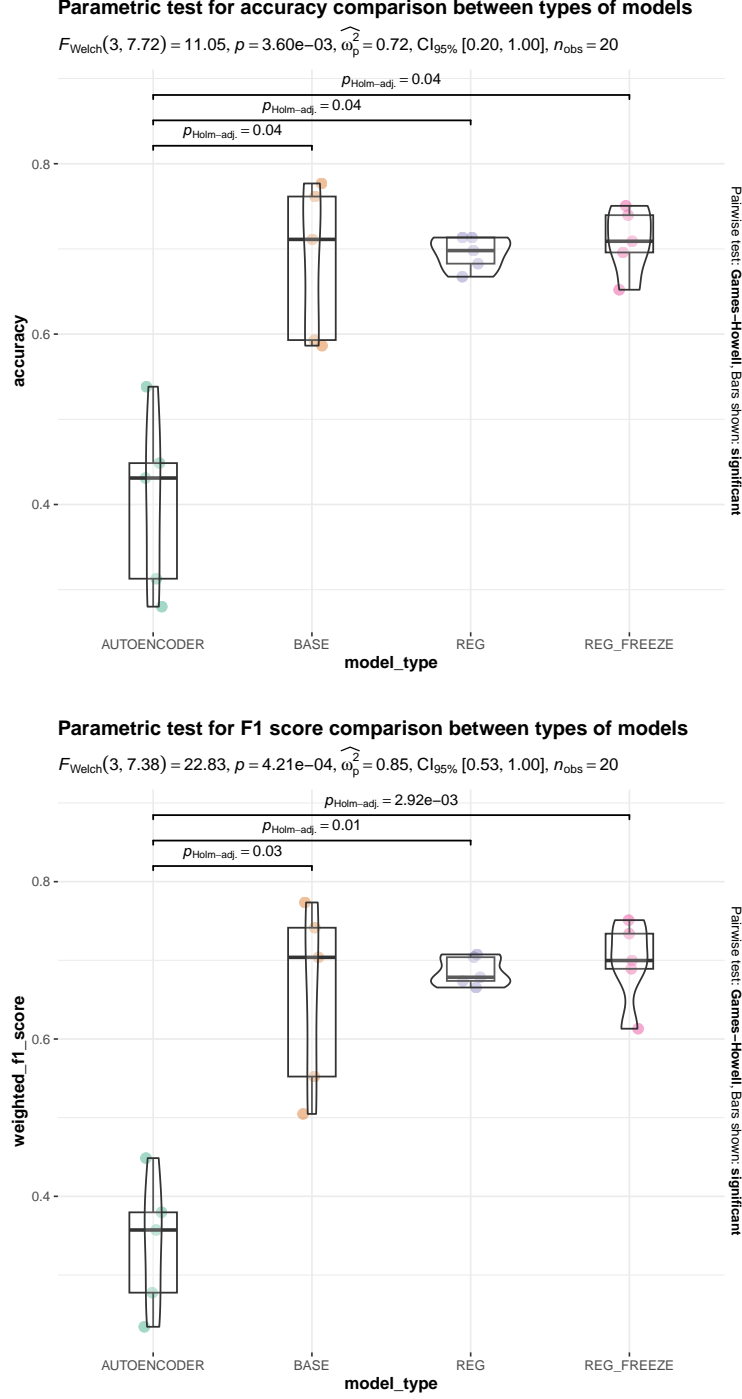 Parametric test for accuracy comparison between types of models
F_Welch(3, 7.72) = 11.05, p = 3.60e−03, ω̂²_p = 0.72, CI_95% [0.20, 1.00], n_obs = 20
p_Holm−adj. = 0.04
p_Holm−adj. = 0.04
p_Holm−adj. = 0.04
0.8
0.6
0.4
accuracy
Pairwise test: Games−Howell, Bars shown: significant
AUTOENCODER BASE REG REG_FREEZE
model_type
Parametric test for F1 score comparison between types of models
F_Welch(3, 7.38) = 22.83, p = 4.21e−04, ω̂²_p = 0.85, CI_95% [0.53, 1.00], n_obs = 20
p_Holm−adj. = 2.92e−03
p_Holm−adj. = 0.01
p_Holm−adj. = 0.03
0.8
0.6
0.4
weighted_f1_score
Pairwise test: Games−Howell, Bars shown: significant
AUTOENCODER BASE REG REG_FREEZE
model_type